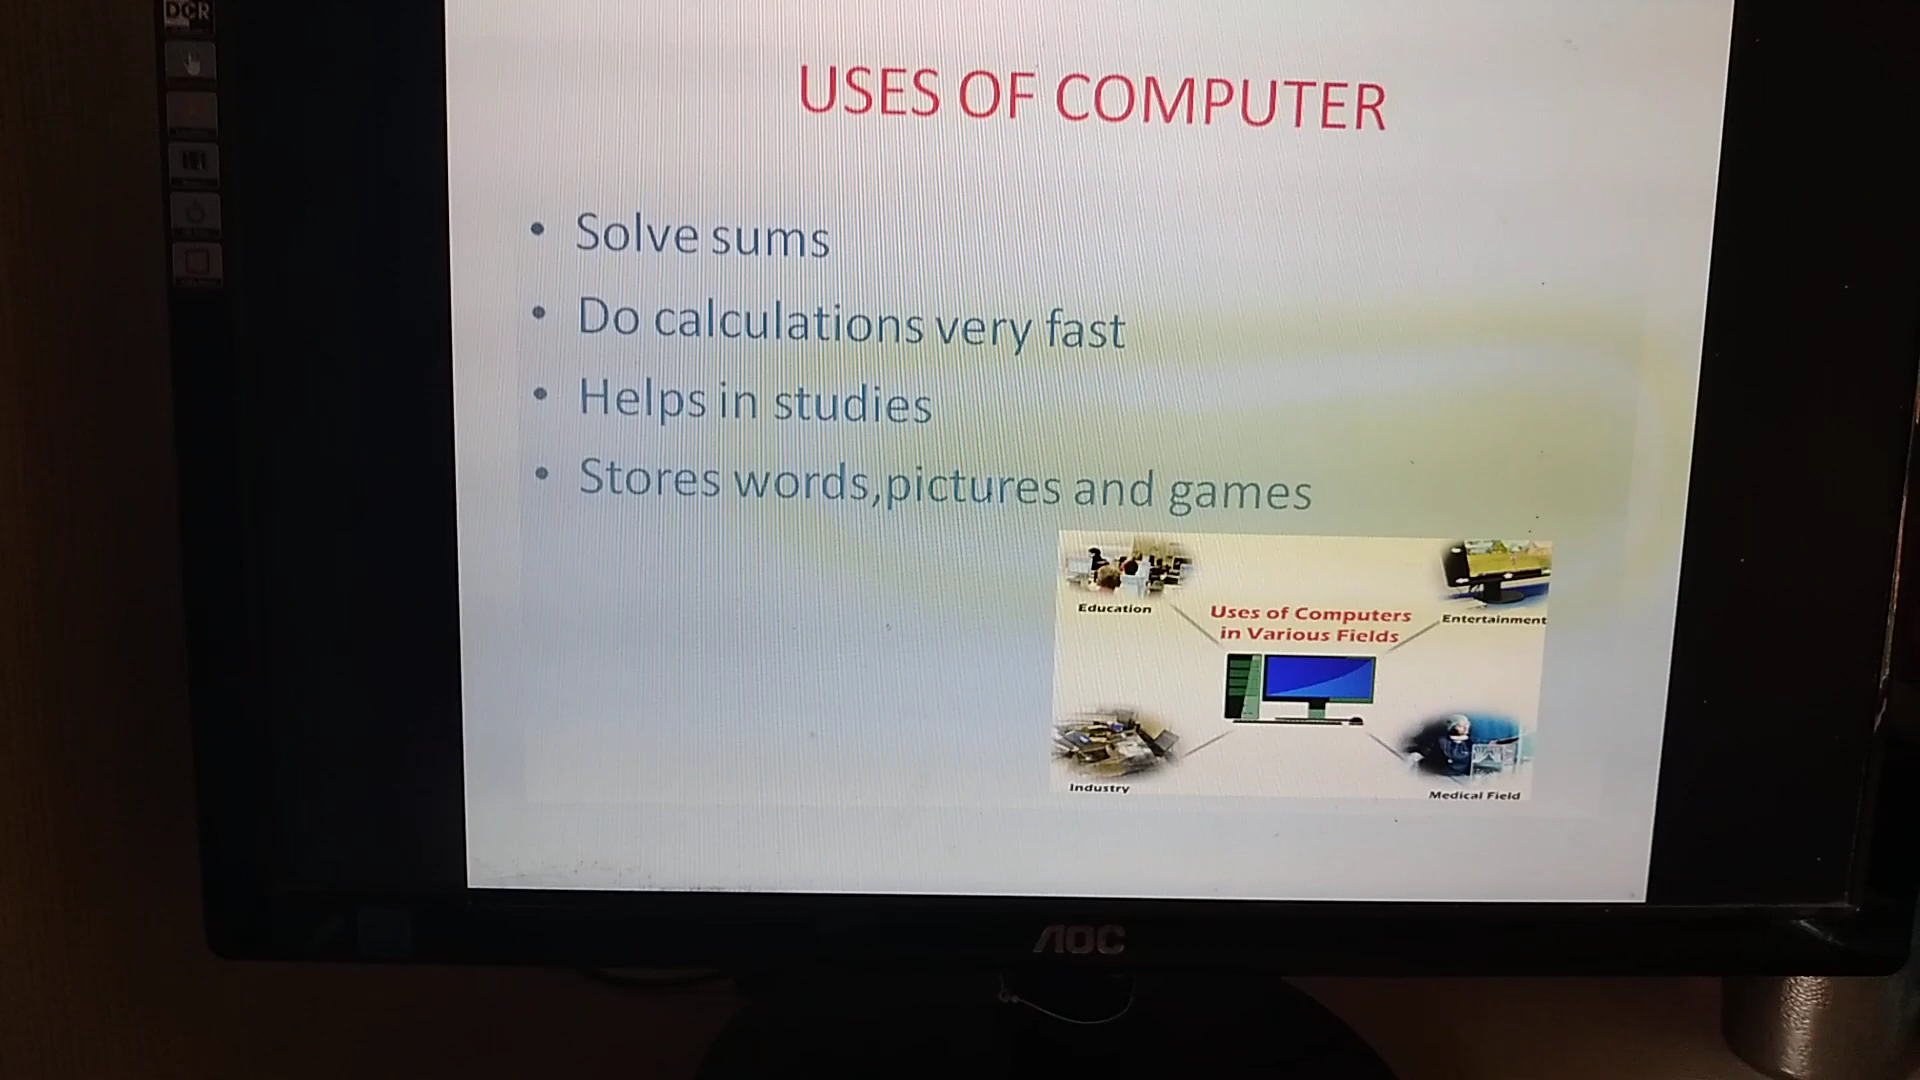 DCR
USES OF COMPUTER
• Solve sums
• Do calculations very fast
• Helps in studies
• Stores words,pictures and games
Education
Uses of Computers
in Various Fields
Entertainment
Industry
Medical Field
AOC